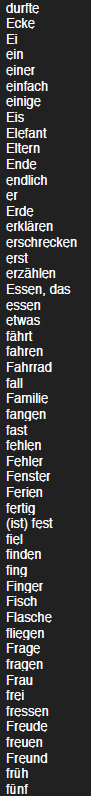 durfte
Ecke
Ei
ein
einer
einfach
einige
Eis
Elefant
Eltern
Ende
endlich
er
Erde
erklären
erschrecken
erst
erzählen
Essen, das
essen
etwas
fährt
fahren
Fahrrad
fall
Familie
fangen
fast
fehlen
Fehler
Fenster
Ferien
fertig
(ist) fest
fiel
finden
fing
Finger
Fisch
Flasche
fliegen
Frage
fragen
Frau
frei
fressen
Freude
freuen
Freund
früh
fünf